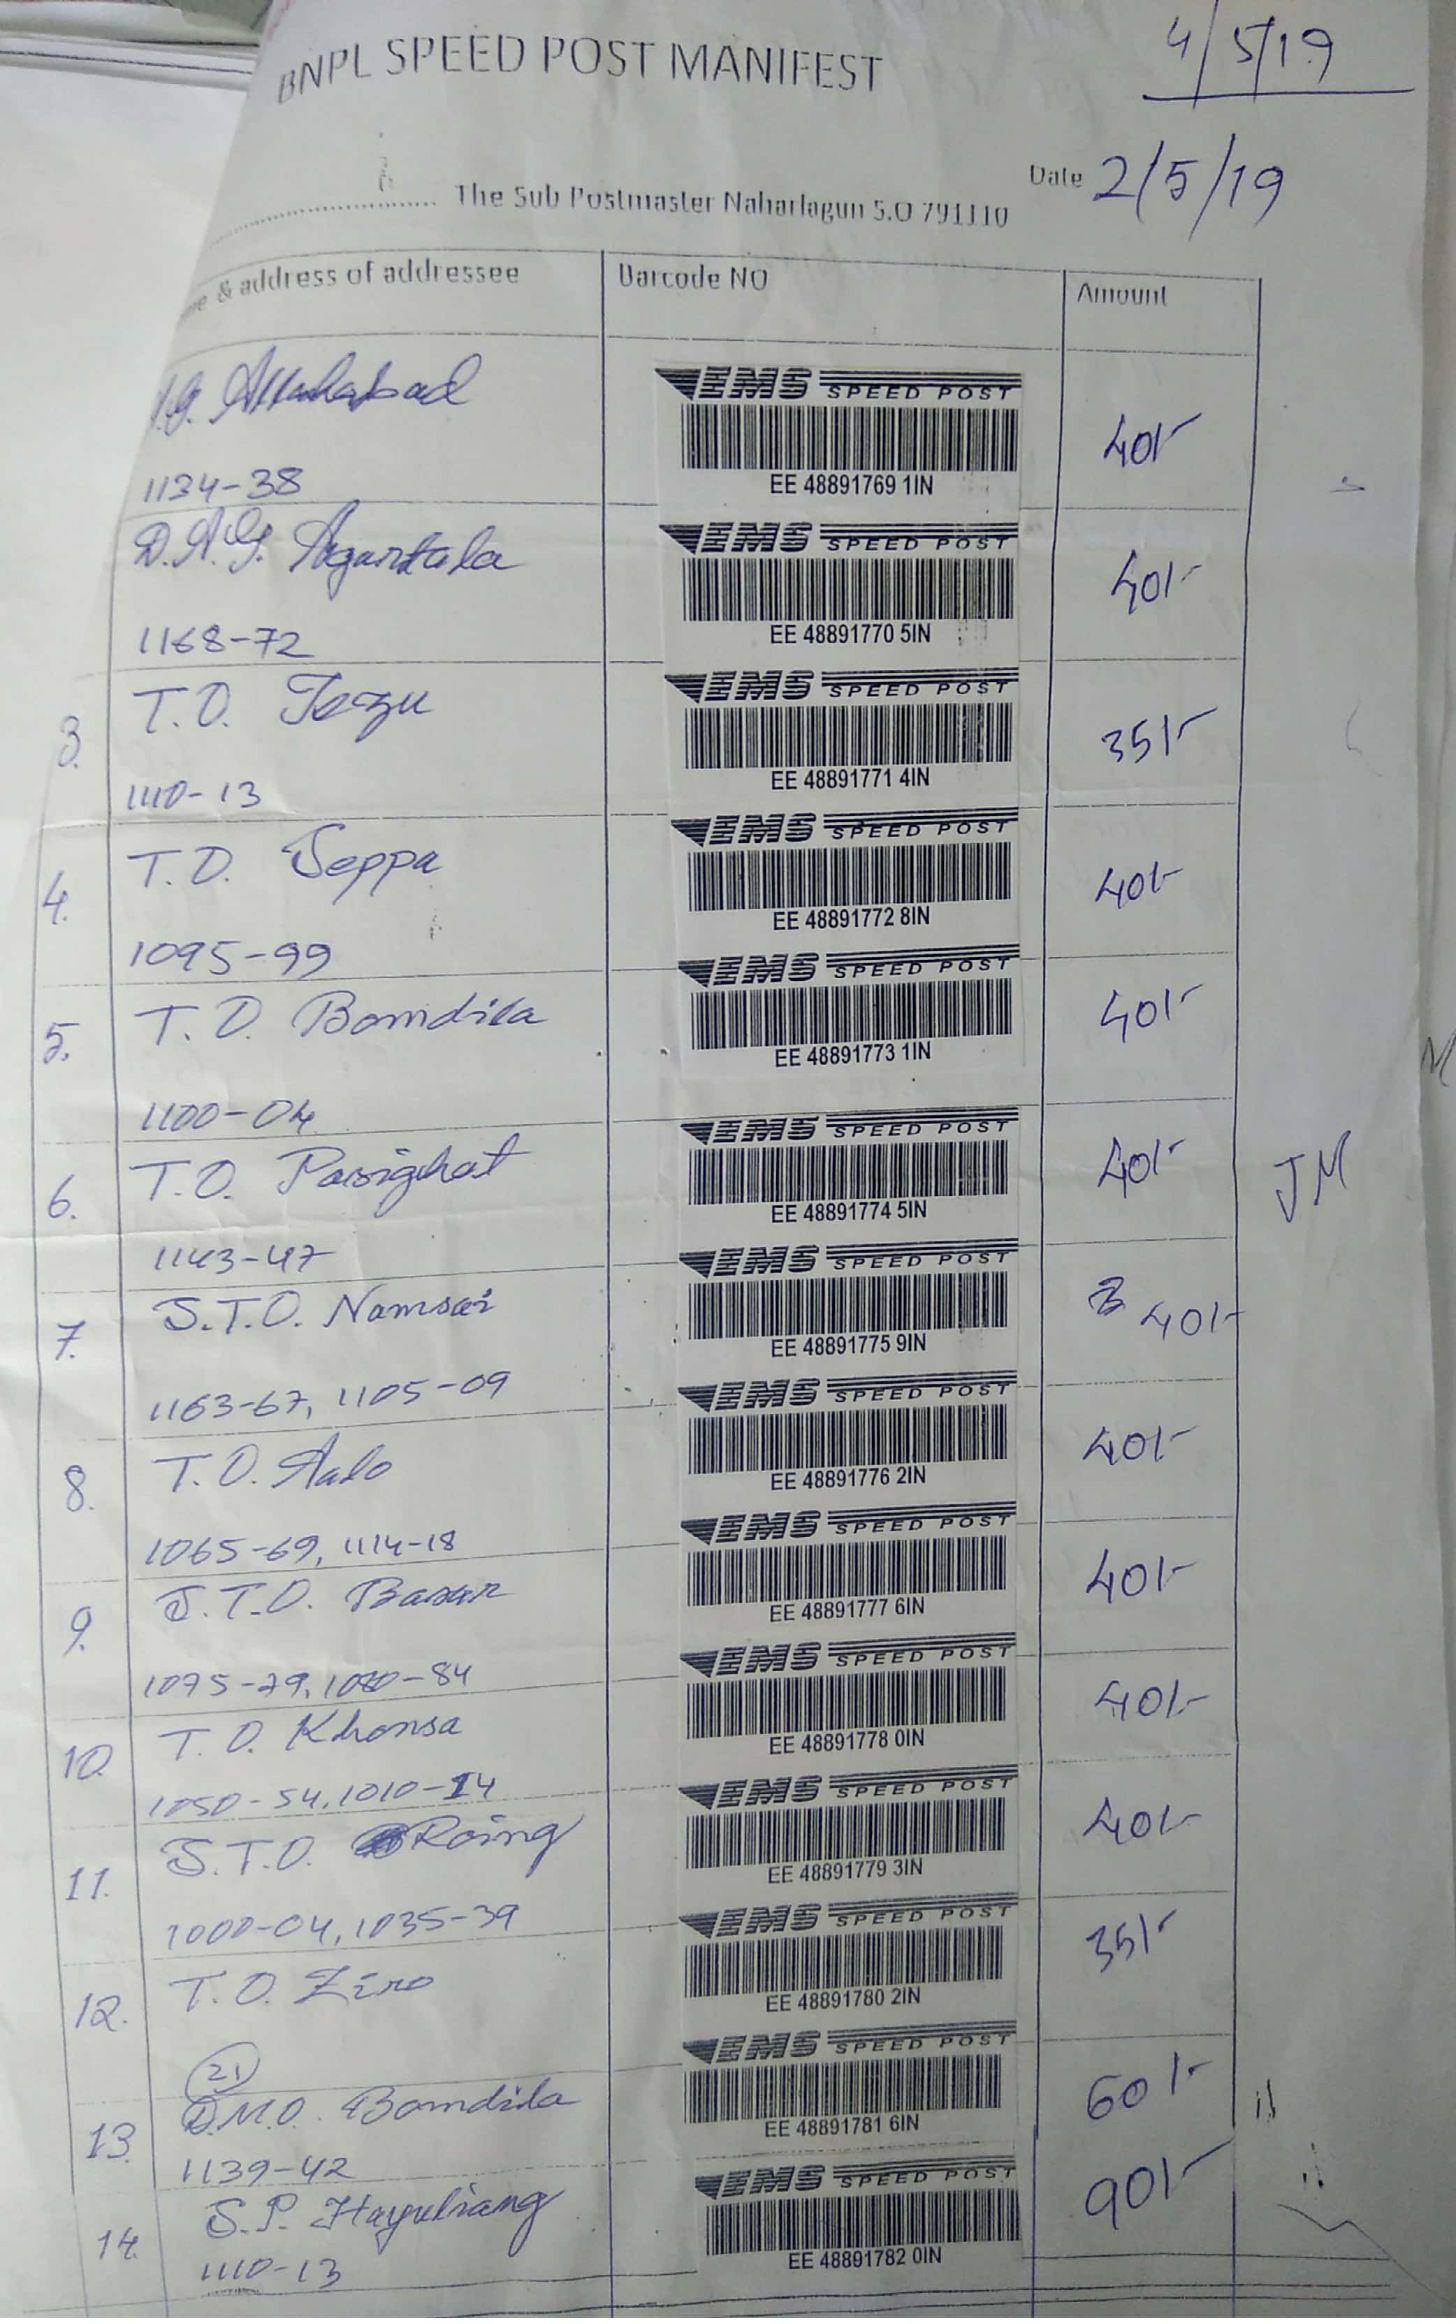 4/5/19
BNPL SPEED POST MANIFEST
Date 2/5/19
The Sub Postmaster Naharlagun S.O 791110
& address of addressee Barcode NO Amount
Allahabad
EMS SPEED POST
40/-
1134-38
EE 48891769 1IN
D.A.G. Agartala
EMS SPEED POST
40/-
1168-72
EE 48891770 5IN
3. T.O. Tezu
EMS SPEED POST
35/-
1110-13
EE 48891771 4IN
4. T.O. Seppa
EMS SPEED POST
40/-
1095-99
EE 48891772 8IN
5. T.O. Bomdila
EMS SPEED POST
40/-
EE 48891773 1IN
1100-04
6. T.O. Pasighat
EMS SPEED POST
40/-
JM
EE 48891774 5IN
1143-47
7. S.T.O. Namsai
EMS SPEED POST
40/-
EE 48891775 9IN
1163-67, 1105-09
8. T.O. Aalo
EMS SPEED POST
40/-
EE 48891776 2IN
1065-69, 1114-18
9. S.T.O. Basar
EMS SPEED POST
40/-
EE 48891777 6IN
1075-79, 1080-84
10. T.O. Khonsa
EMS SPEED POST
40/-
EE 48891778 0IN
1050-54, 1010-14
11. S.T.O. Roing
EMS SPEED POST
40/-
EE 48891779 3IN
1000-04, 1035-39
12. T.O. Ziro
EMS SPEED POST
35/-
EE 48891780 2IN
21
13. D.M.O. Bomdila
EMS SPEED POST
60/-
EE 48891781 6IN
1139-42
14. S.P. Hayuliang
EMS SPEED POST
90/-
EE 48891782 0IN
1110-13